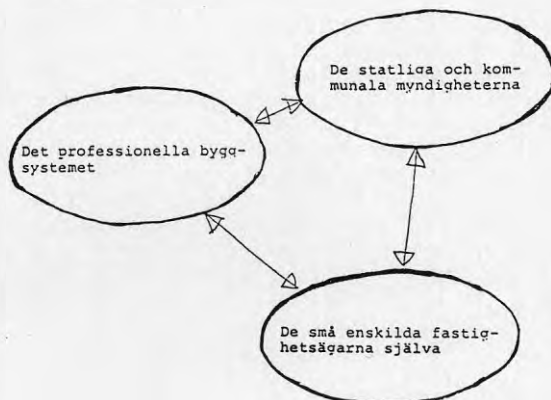 De statliga och kom-
munala myndigheterna
Det professionella bygg-
systemet
De små enskilda fastig-
hetsägarna själva